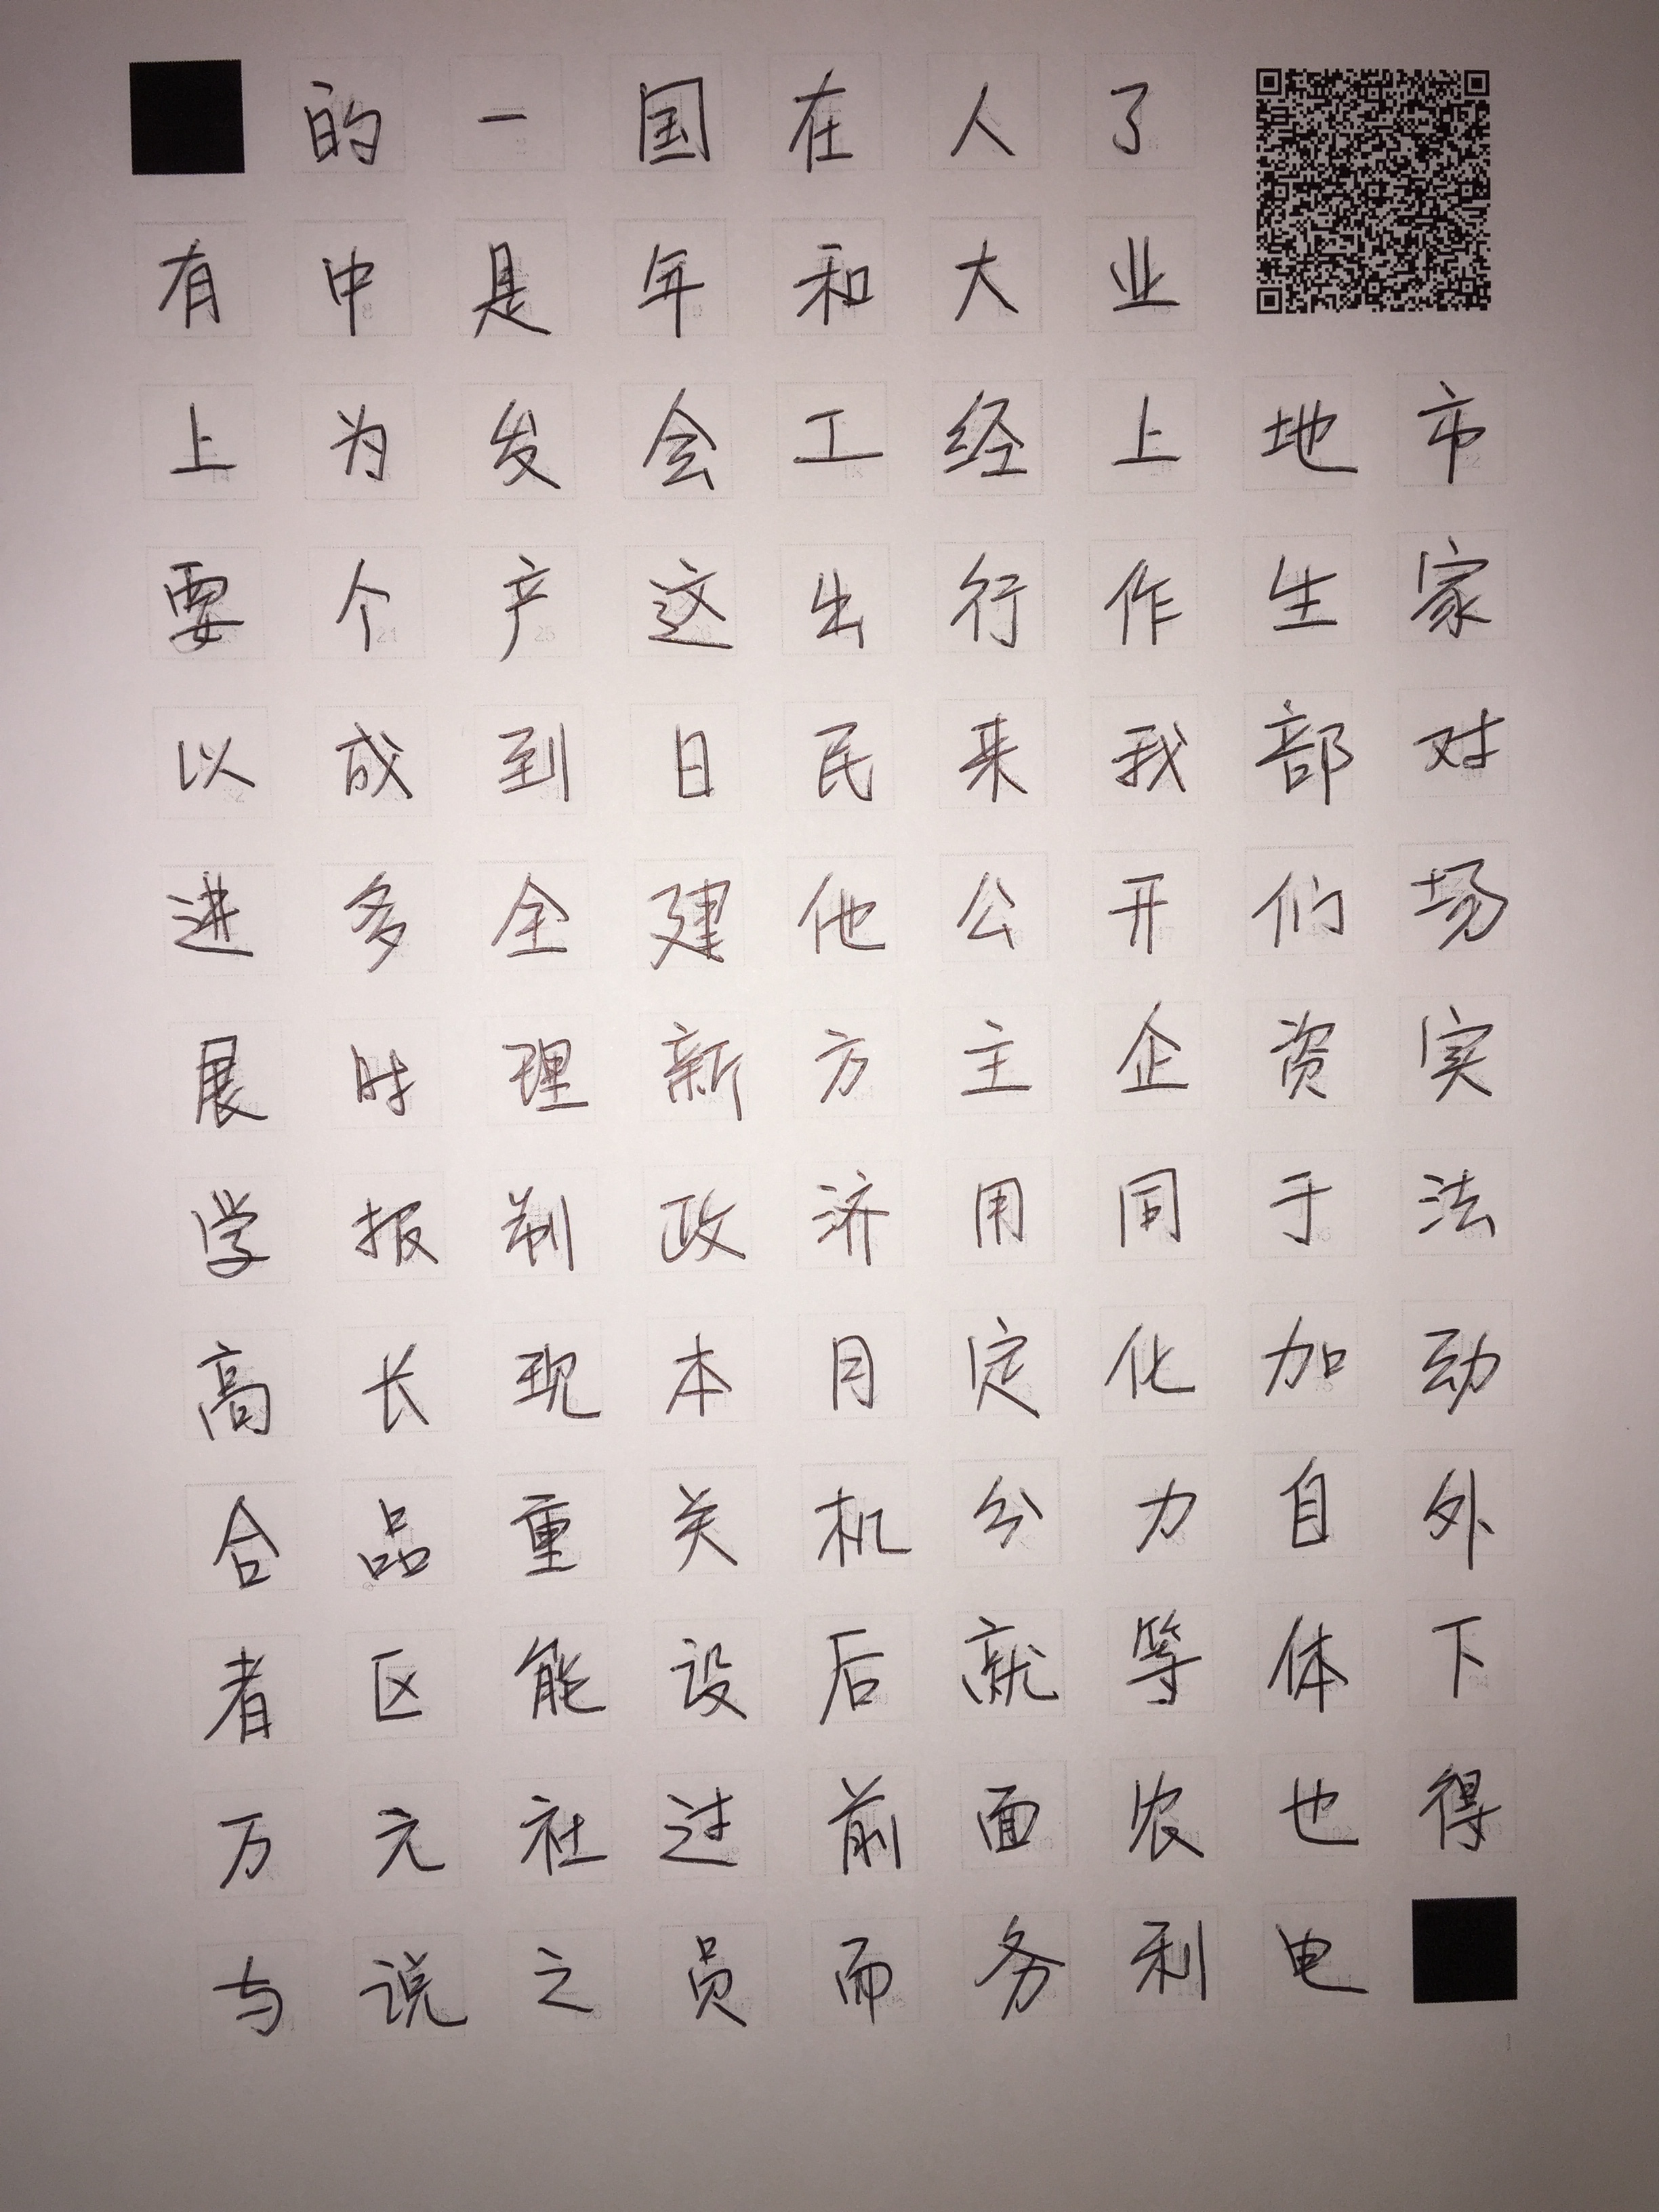 的一国在人了
有中是年和大业
上为发会工经上地市
要个产这出行作生家
以成到日民来我部对
进多全建他公开们场
展时理新方主企资实
学报制政济用同于法
高长现本月定化加动
合品重关机分力自外
者区能设后就等体下
万元社过前面农也得
与说之员而务利电